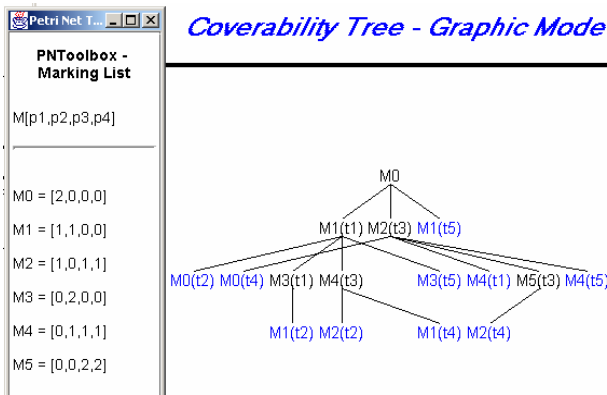 Petri Net T...
PNToolbox -
Marking List
M[p1,p2,p3,p4]
M0 = [2,0,0,0]
M1 = [1,1,0,0]
M2 = [1,0,1,1]
M3 = [0,2,0,0]
M4 = [0,1,1,1]
M5 = [0,0,2,2]
Coverability Tree - Graphic Mode
M0
M1(t1) M2(t3) M1(t5)
M0(t2) M0(t4) M3(t1) M4(t3) M3(t5) M4(t1) M5(t3) M4(t5)
M1(t2) M2(t2) M1(t4) M2(t4)